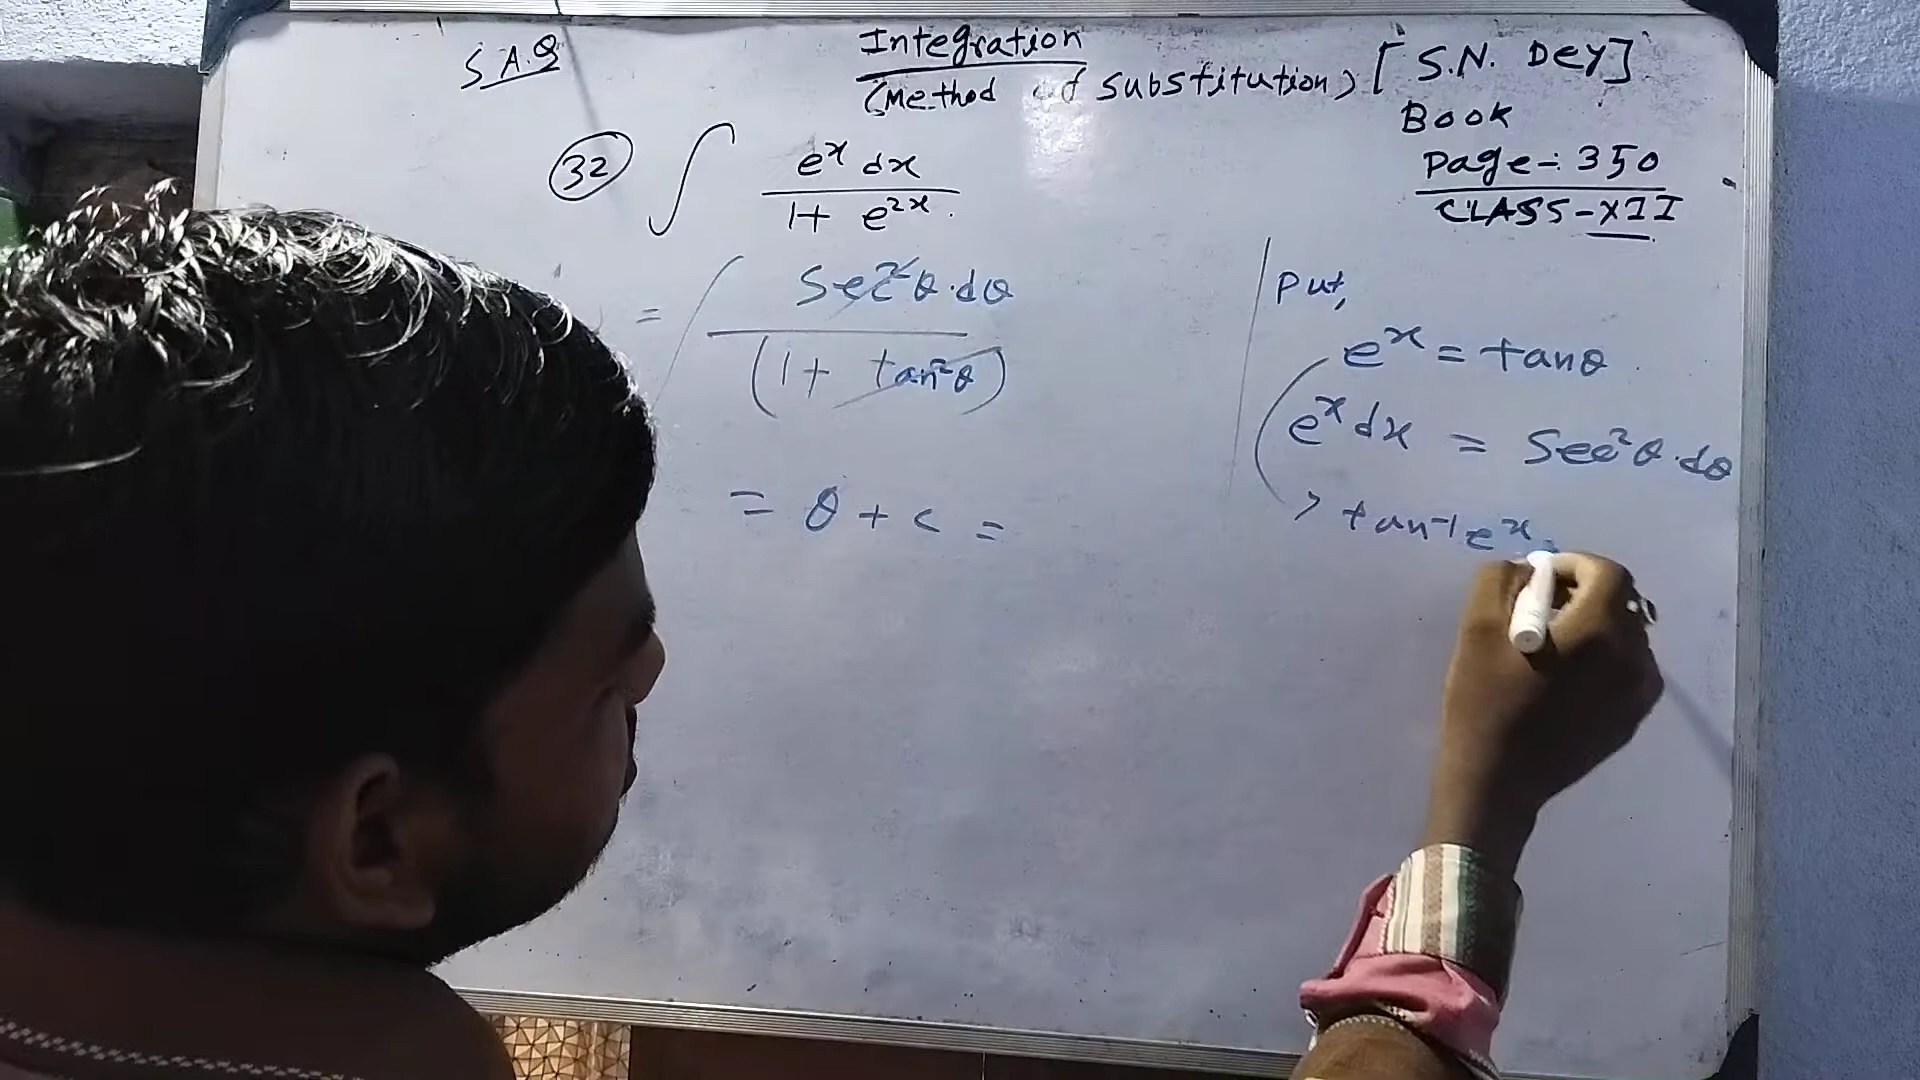 S.A.Q
Integration
(Method of Substitution)
[S.N. DEY]
BOOK
Page-: 350
CLASS-XII
32 ∫ e^x dx / 1 + e^2x.
= ∫ Sec²θ.dθ / (1 + tan²θ)
= θ + c =
Put,
e^x = tanθ
e^x dx = Sec²θ.dθ
> tan⁻¹ e^x =